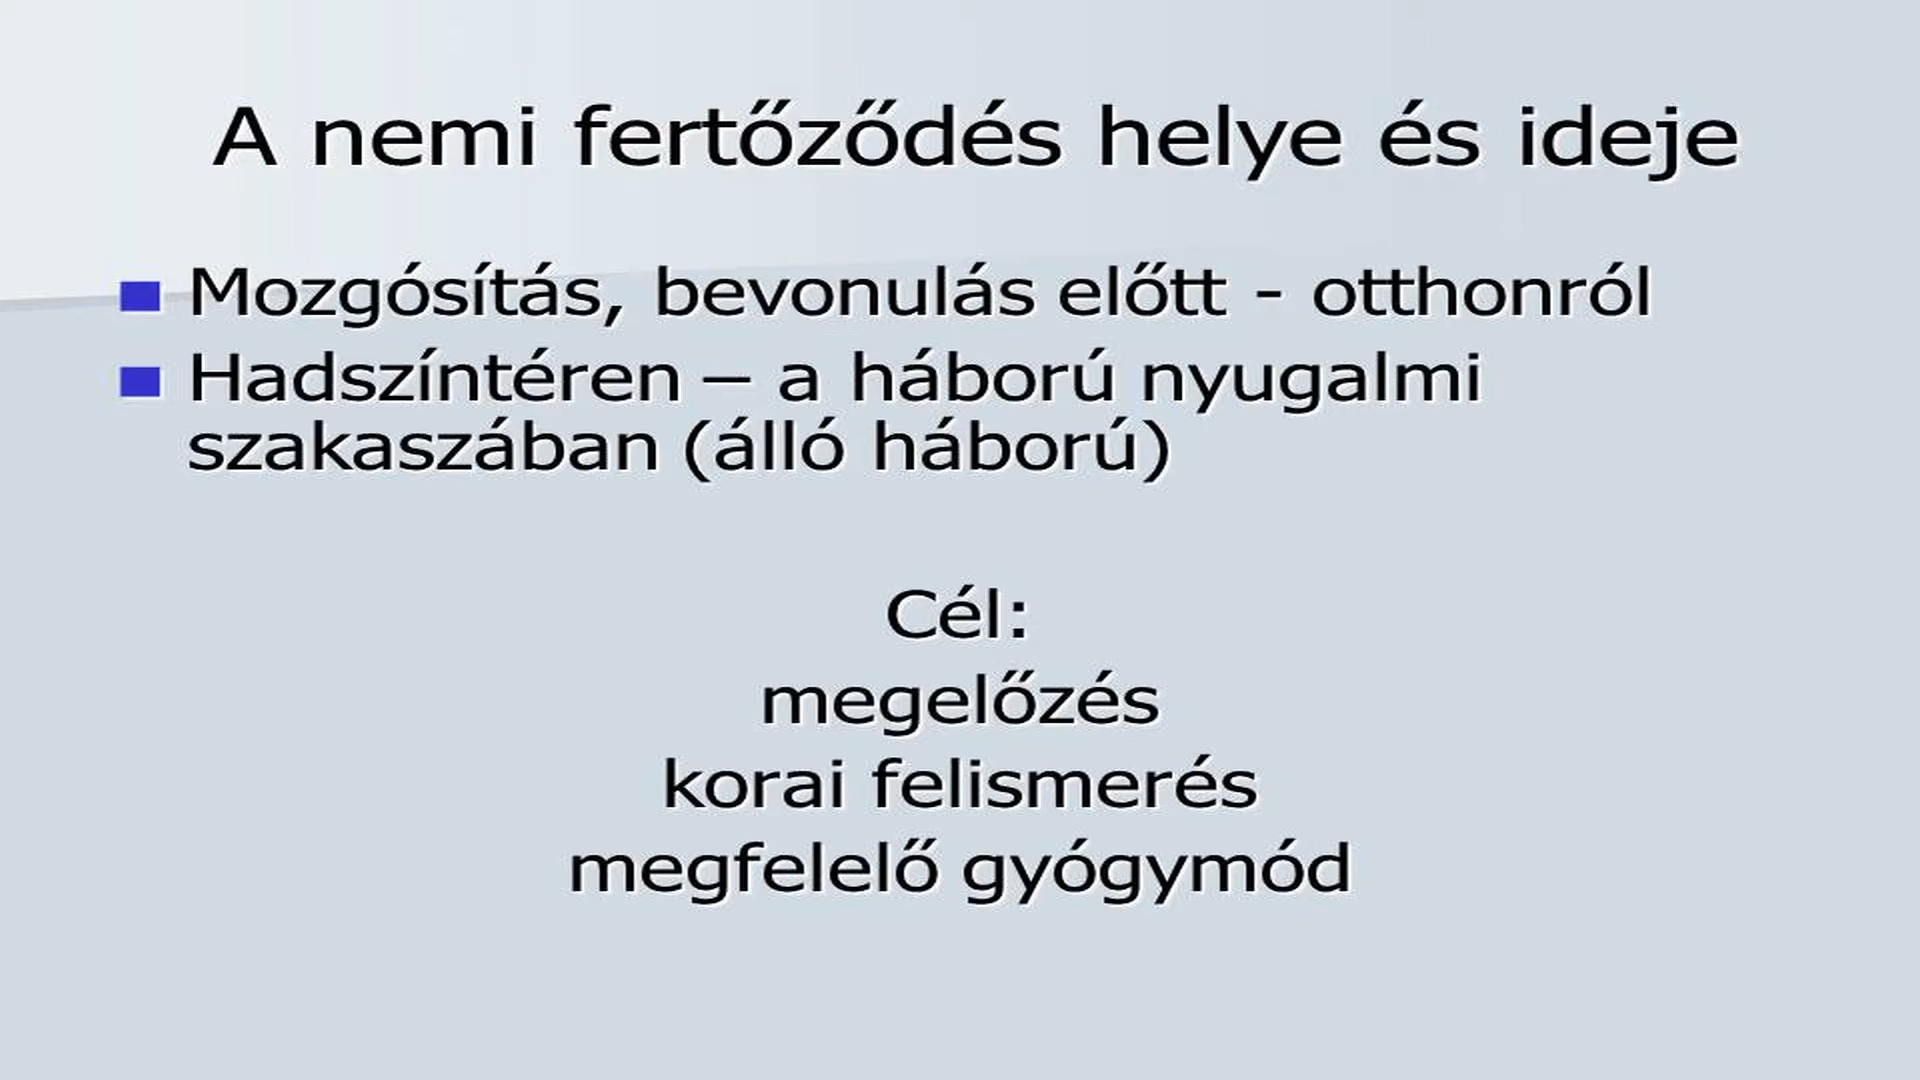 A nemi fertőződés helye és ideje
Mozgósítás, bevonulás előtt - otthonról
Hadszíntéren – a háború nyugalmi
szakaszában (álló háború)
Cél:
megelőzés
korai felismerés
megfelelő gyógymód